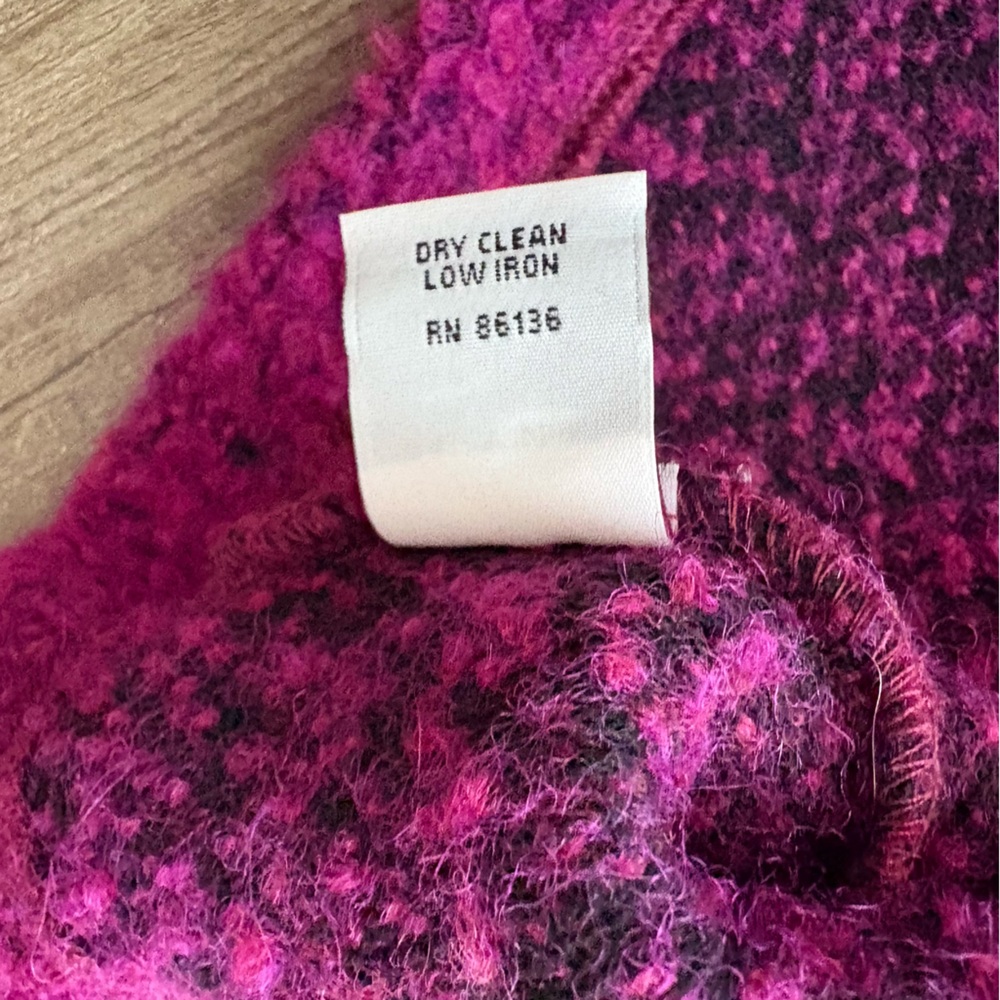 DRY CLEAN
LOW IRON
RN 86136